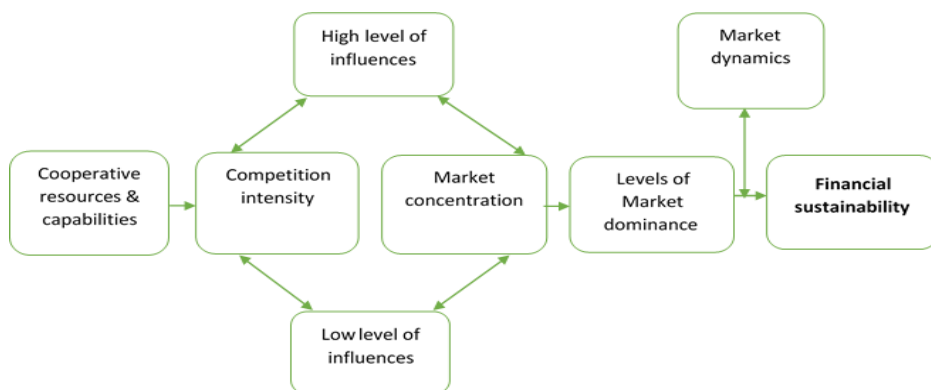 High level of
influences
Market
dynamics
Cooperative
resources &
capabilities
Competition
intensity
Market
concentration
Levels of
Market
dominance
Financial
sustainability
Low level of
influences